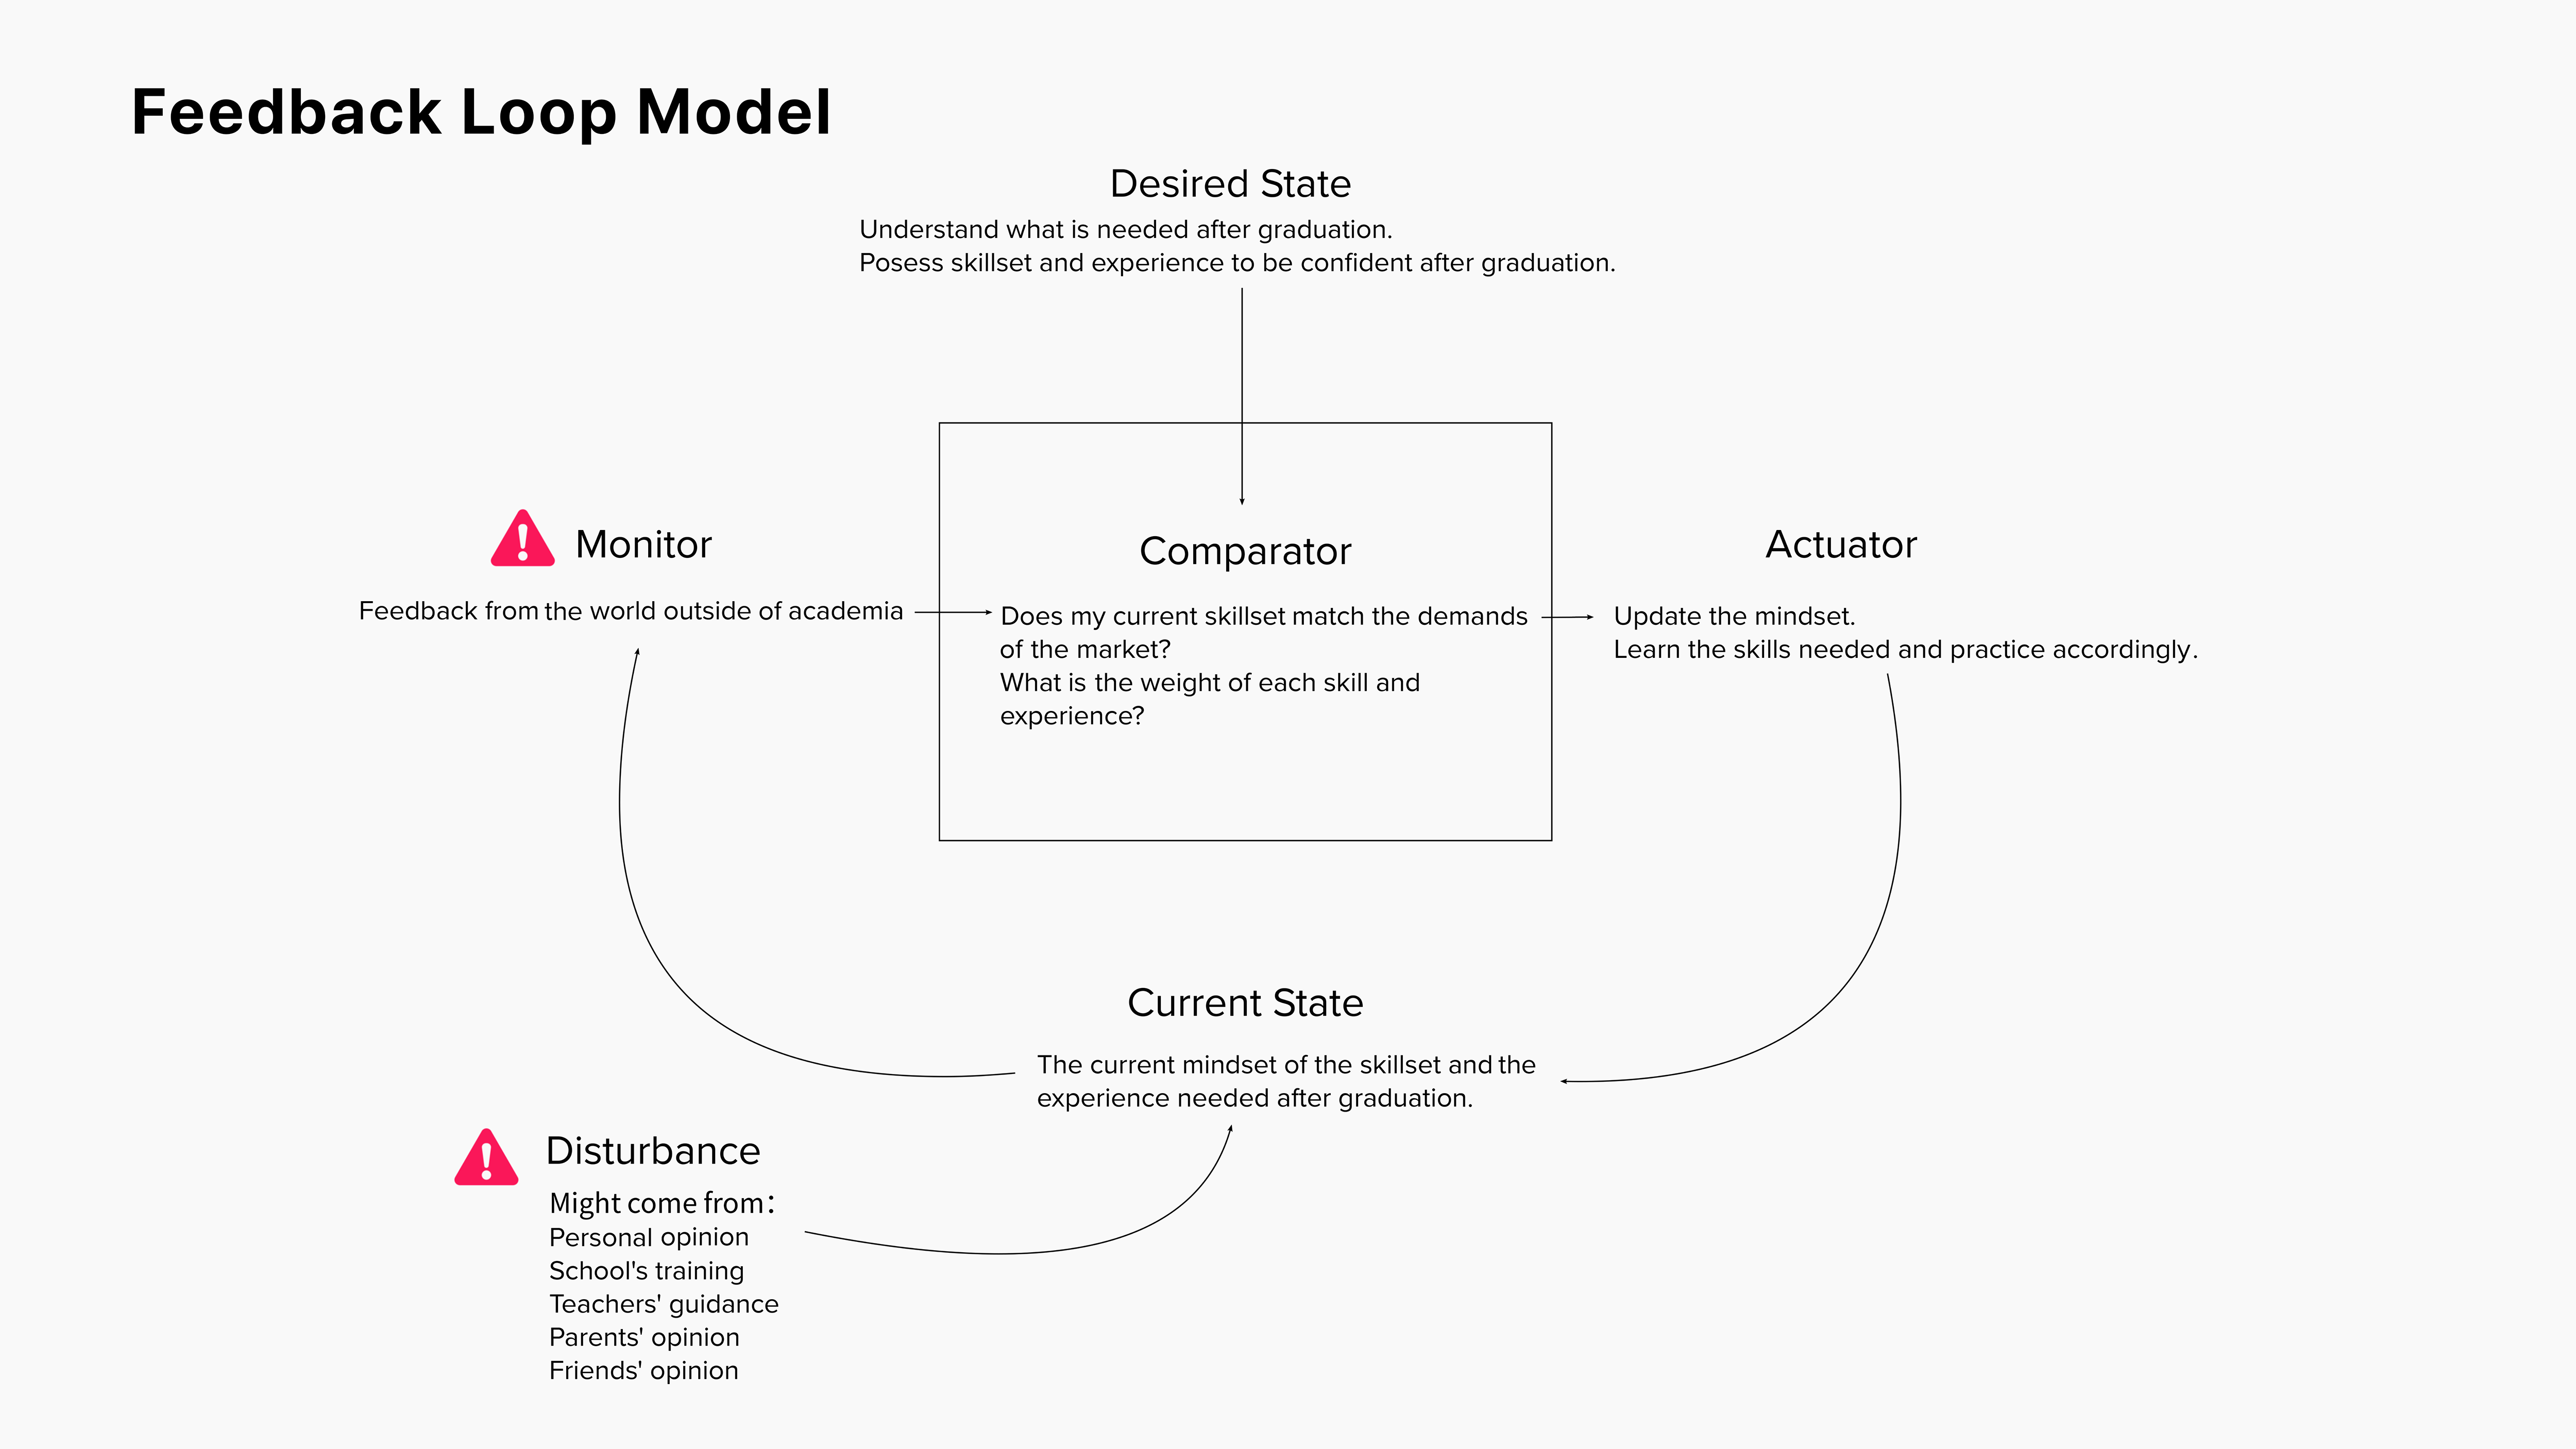 Feedback Loop Model
Desired State
Understand what is needed after graduation.
Posess skillset and experience to be confident after graduation.
Monitor
Feedback from the world outside of academia
Comparator
Does my current skillset match the demands
of the market?
What is the weight of each skill and
experience?
Actuator
Update the mindset.
Learn the skills needed and practice accordingly.
Current State
The current mindset of the skillset and the
experience needed after graduation.
Disturbance
Might come from：
Personal opinion
School's training
Teachers' guidance
Parents' opinion
Friends' opinion